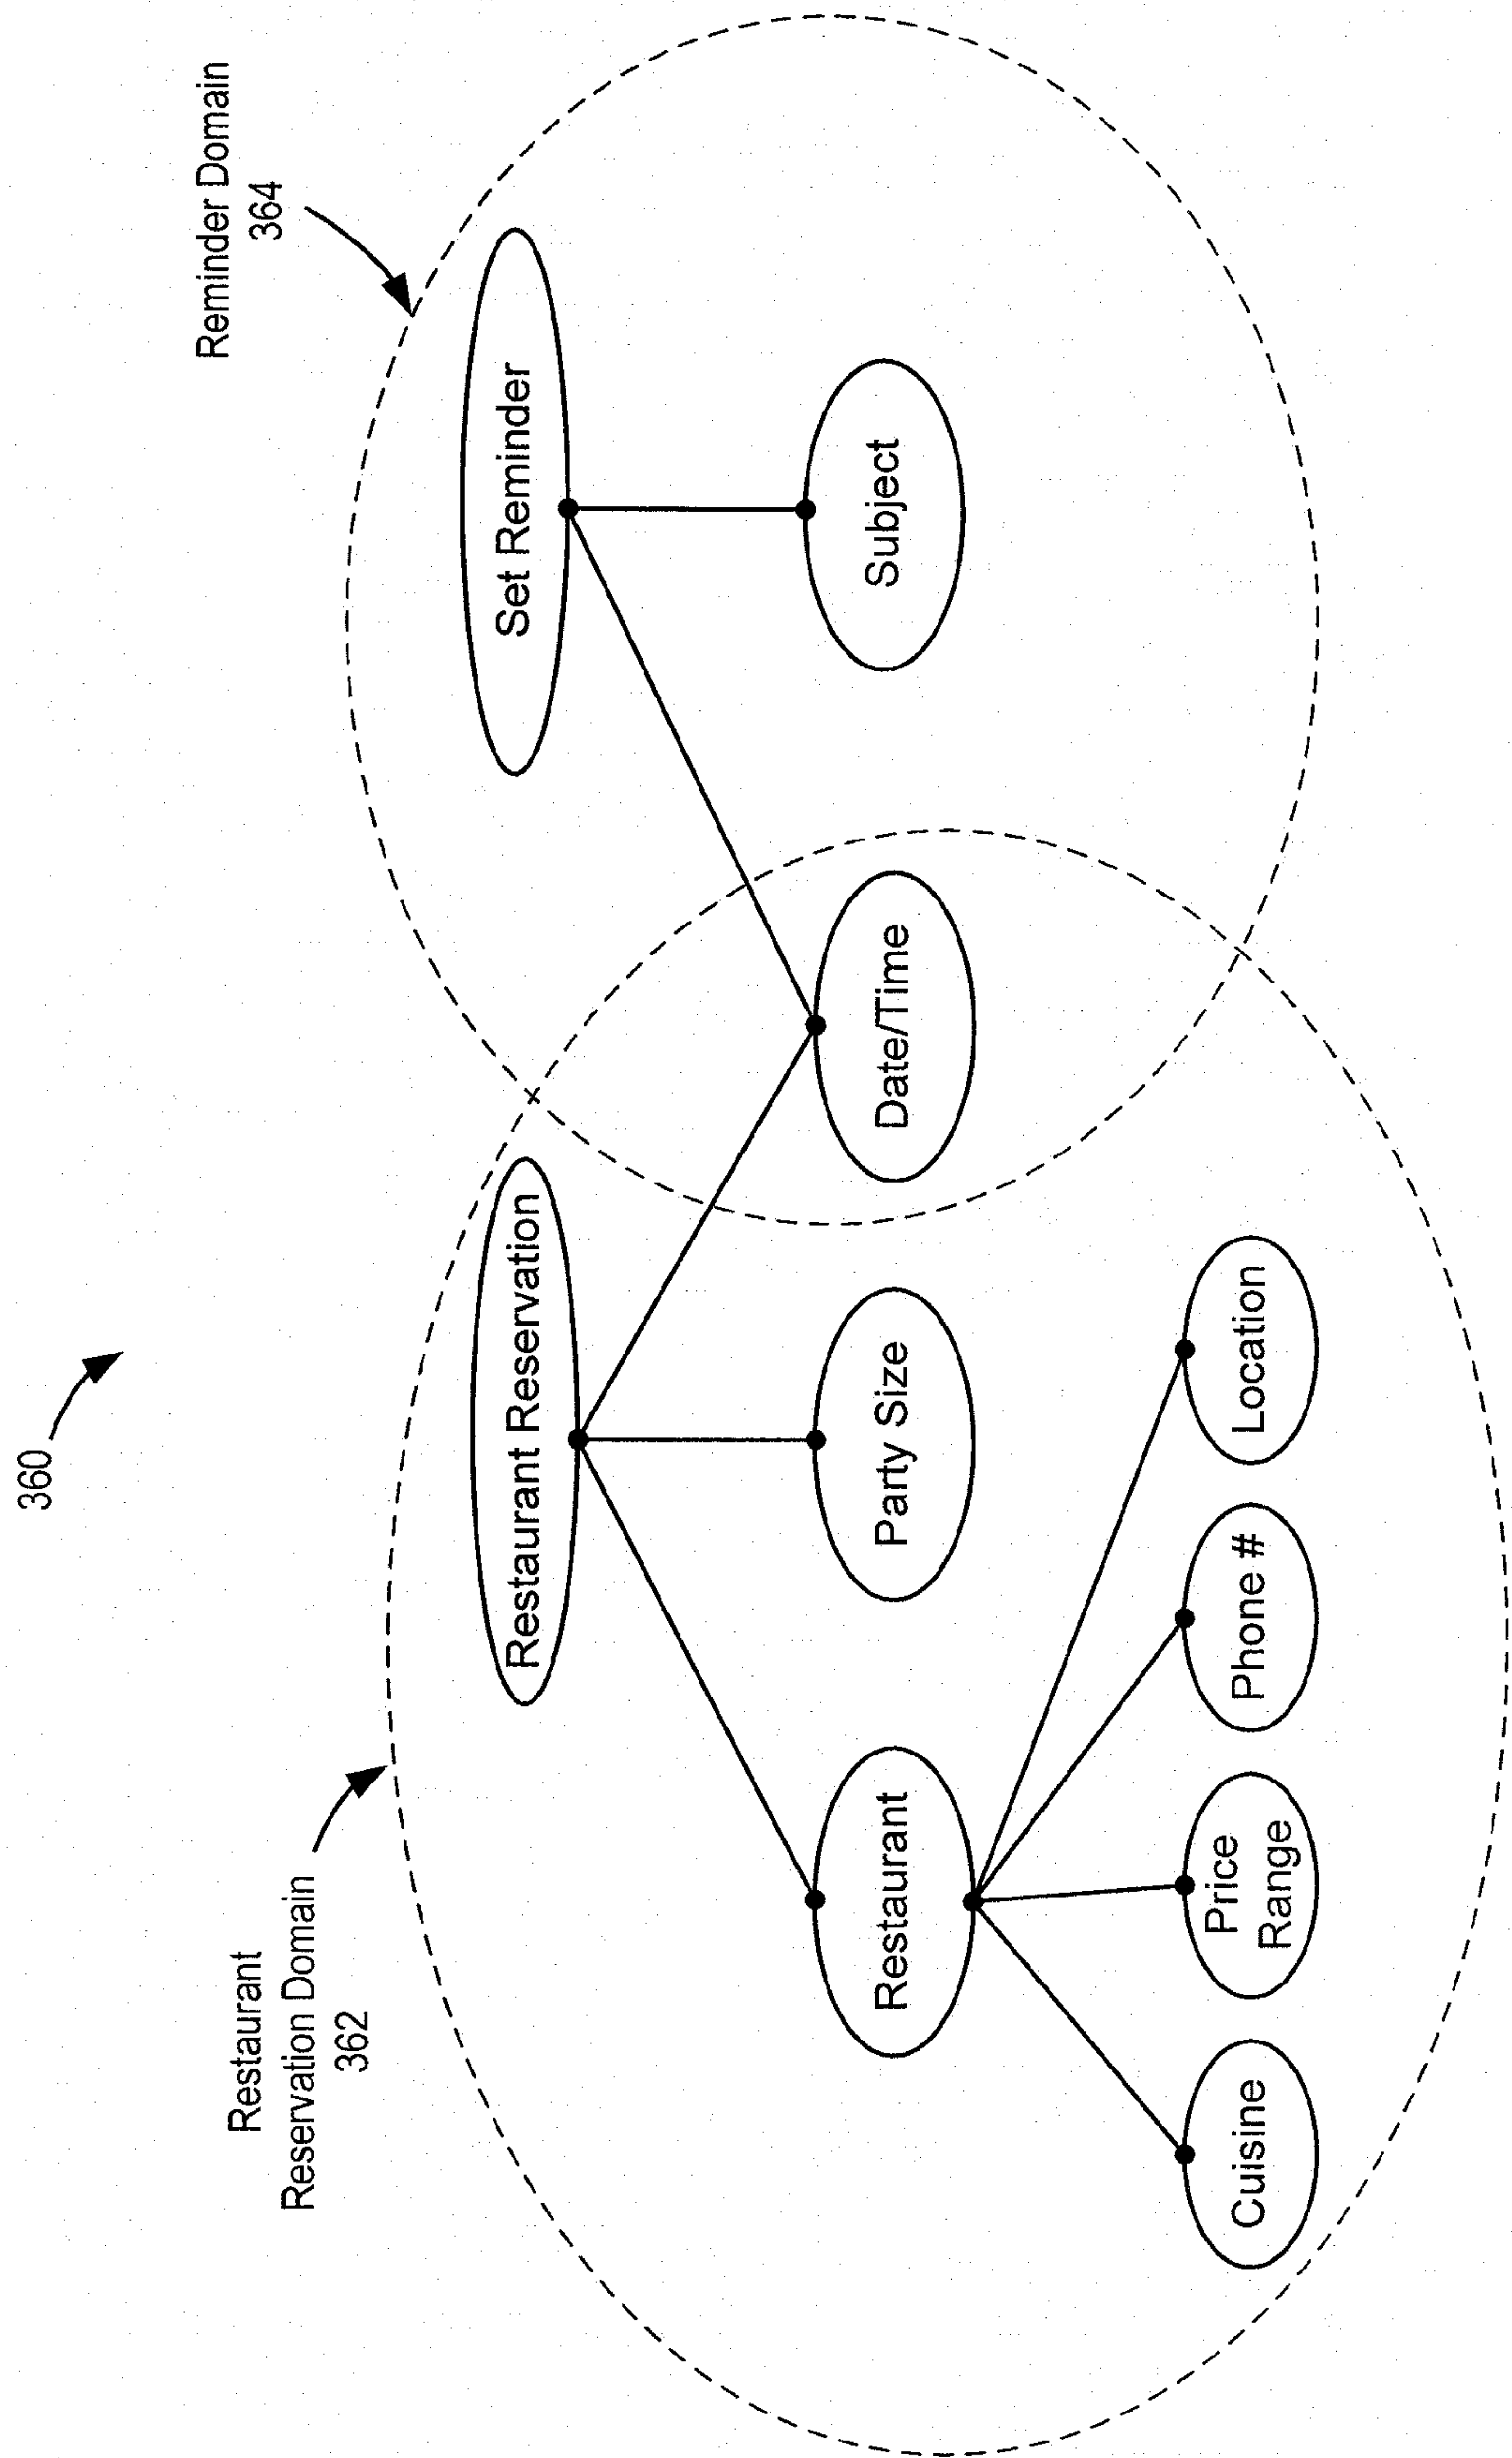 360
Restaurant
Reservation Domain
362
Reminder Domain
364
Restaurant Reservation
Set Reminder
Restaurant
Party Size
Date/Time
Subject
Cuisine
Price
Range
Phone #
Location